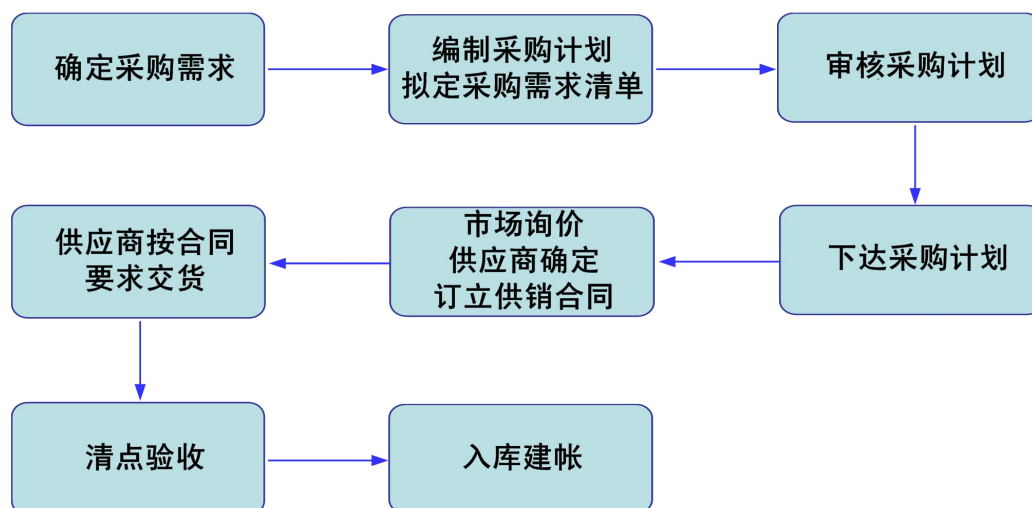 确定采购需求
编制采购计划
拟定采购需求清单
审核采购计划
下达采购计划
市场询价
供应商确定
订立供销合同
供应商按合同
要求交货
清点验收
入库建帐